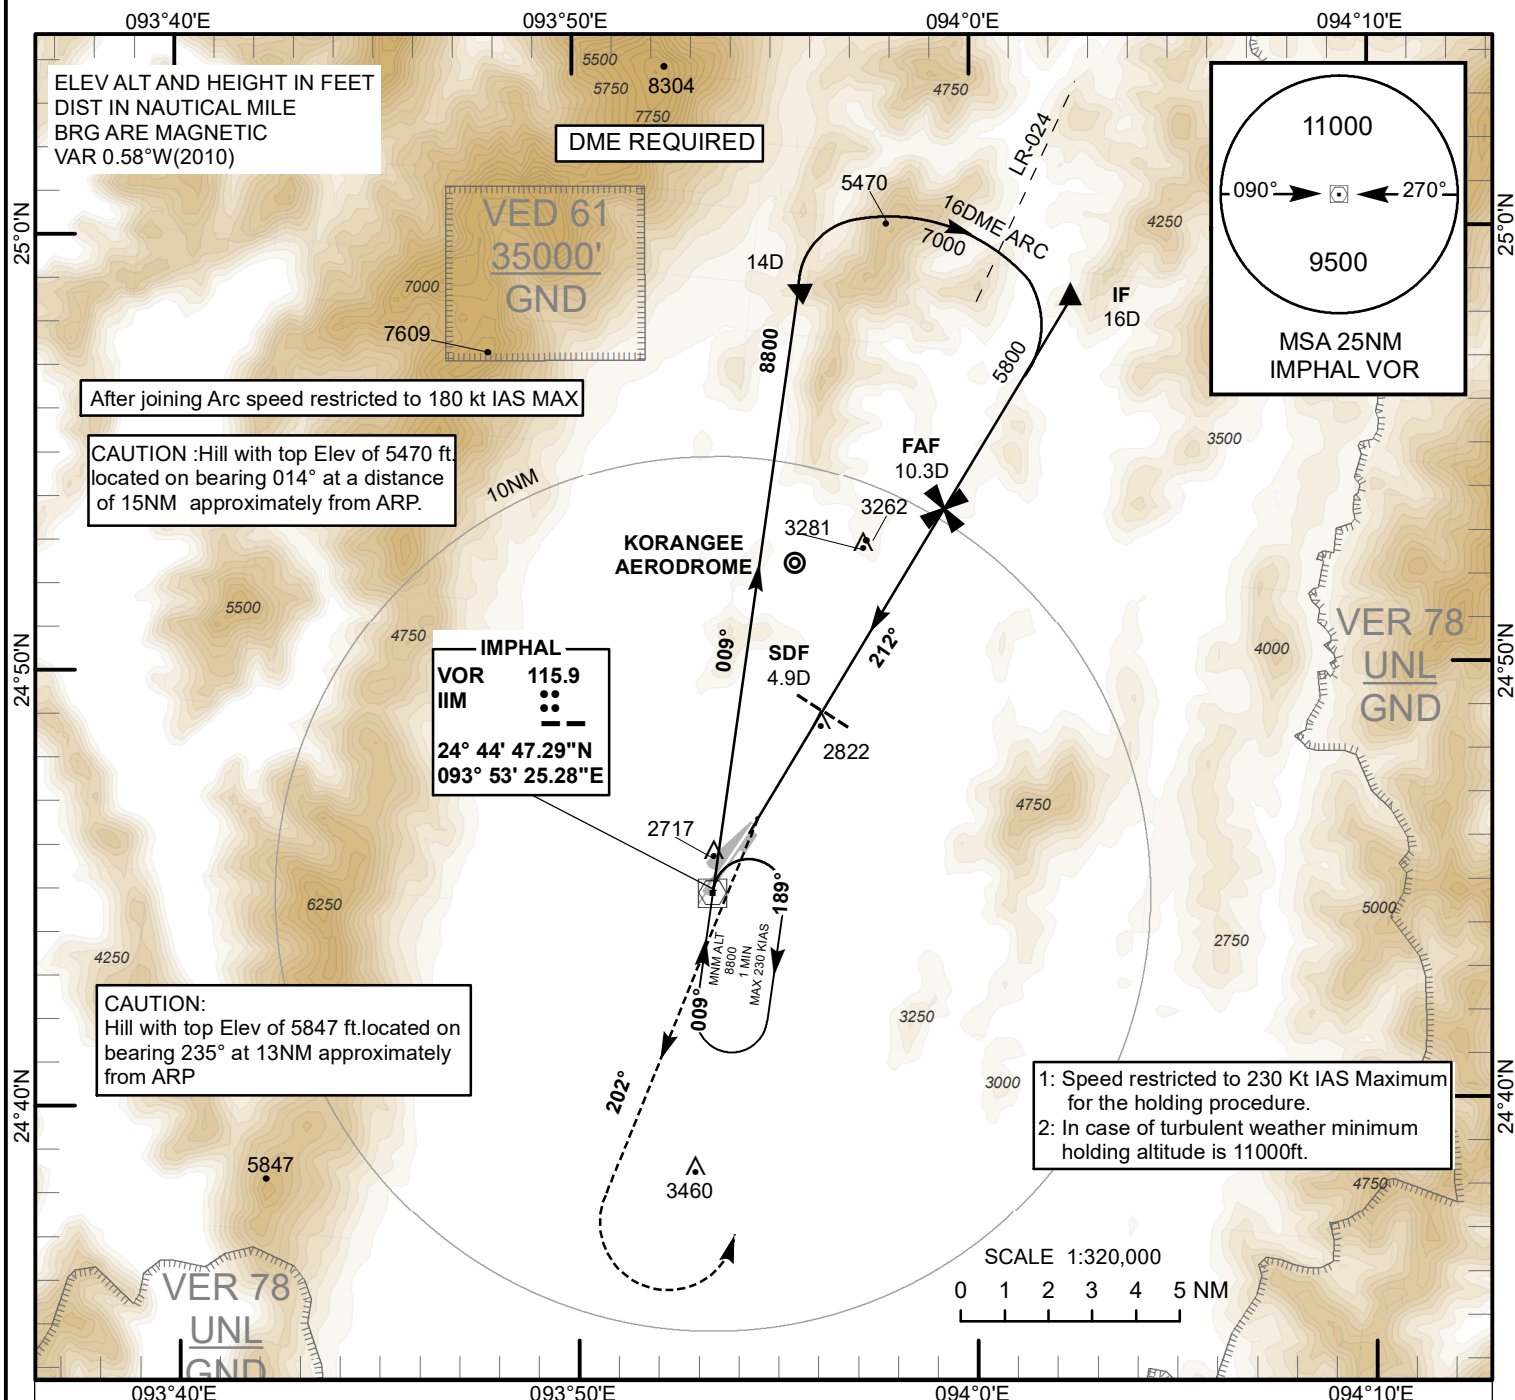 093°40'E
093°50'E
094°0'E
094°10'E
ELEV ALT AND HEIGHT IN FEET
DIST IN NAUTICAL MILE
BRG ARE MAGNETIC
VAR 0.58°W(2010)
5500
5750
8304
7750
DME REQUIRED
4750
LR-024
11000
090°
270°
9500
MSA 25NM
IMPHAL VOR
25°0'N
25°0'N
VED 61
35000'
GND
7000
7609
5470
16DME ARC
7000
4250
14D
IF
16D
8800
5800
After joining Arc speed restricted to 180 kt IAS MAX
CAUTION :Hill with top Elev of 5470 ft.
located on bearing 014° at a distance
of 15NM approximately from ARP.
10NM
FAF
10.3D
3500
3262
3281
KORANGEE
AERODROME
5500
4750
009°
SDF
4.9D
212°
4000
VER 78
UNL
GND
24°50'N
24°50'N
IMPHAL
VOR 115.9
IIM
24° 44' 47.29"N
093° 53' 25.28"E
2822
4750
2717
189°
6250
5000
4250
2750
MNM ALT
8800
1 MIN
MAX 230 KIAS
009°
3250
CAUTION:
Hill with top Elev of 5847 ft.located on
bearing 235° at 13NM approximately
from ARP
202°
3000
1: Speed restricted to 230 Kt IAS Maximum
for the holding procedure.
2: In case of turbulent weather minimum
holding altitude is 11000ft.
24°40'N
24°40'N
5847
3460
4750
SCALE 1:320,000
0 1 2 3 4 5 NM
VER 78
UNL
GND
093°40'E
093°50'E
094°0'E
094°10'E